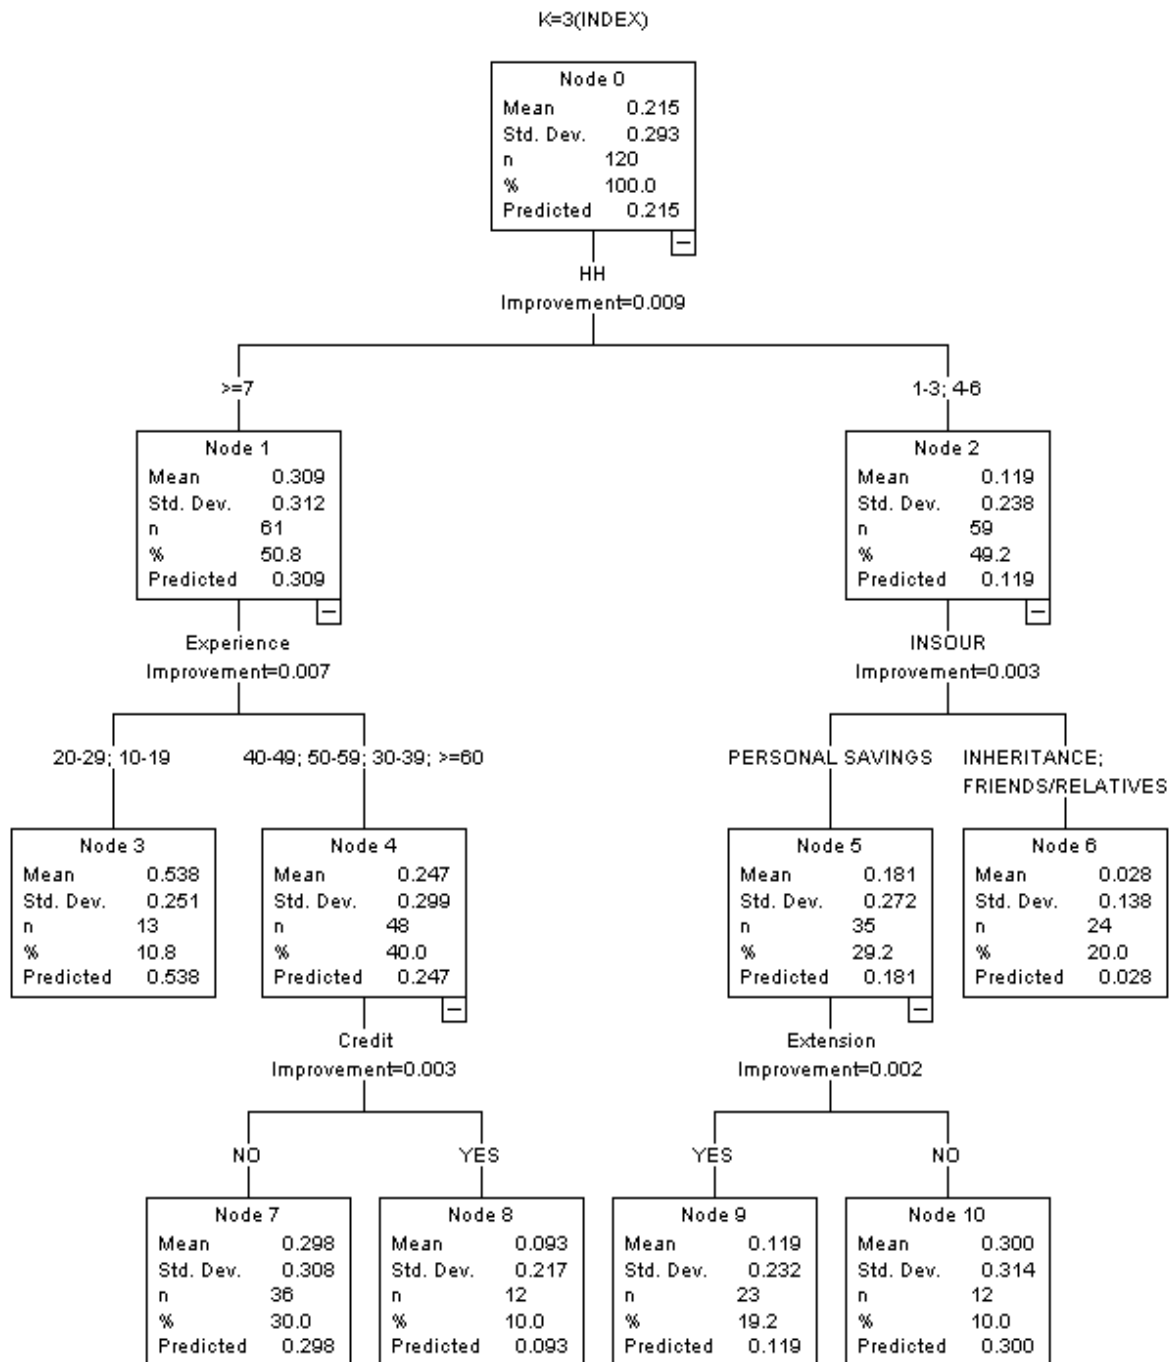 K=3(INDEX)
Node 0
Mean 0.215
Std. Dev. 0.293
n 120
% 100.0
Predicted 0.215
HH
Improvement=0.009
>=7
1-3; 4-6
Node 1
Mean 0.309
Std. Dev. 0.312
n 61
% 50.8
Predicted 0.309
Node 2
Mean 0.119
Std. Dev. 0.238
n 59
% 49.2
Predicted 0.119
Experience
Improvement=0.007
INSOUR
Improvement=0.003
20-29; 10-19
40-49; 50-59; 30-39; >=60
PERSONAL SAVINGS
INHERITANCE;
FRIENDS/RELATIVES
Node 3
Mean 0.538
Std. Dev. 0.251
n 13
% 10.8
Predicted 0.538
Node 4
Mean 0.247
Std. Dev. 0.299
n 48
% 40.0
Predicted 0.247
Node 5
Mean 0.181
Std. Dev. 0.272
n 35
% 29.2
Predicted 0.181
Node 6
Mean 0.028
Std. Dev. 0.138
n 24
% 20.0
Predicted 0.028
Credit
Improvement=0.003
Extension
Improvement=0.002
NO
YES
YES
NO
Node 7
Mean 0.298
Std. Dev. 0.308
n 36
% 30.0
Predicted 0.298
Node 8
Mean 0.093
Std. Dev. 0.217
n 12
% 10.0
Predicted 0.093
Node 9
Mean 0.119
Std. Dev. 0.232
n 23
% 19.2
Predicted 0.119
Node 10
Mean 0.300
Std. Dev. 0.314
n 12
% 10.0
Predicted 0.300